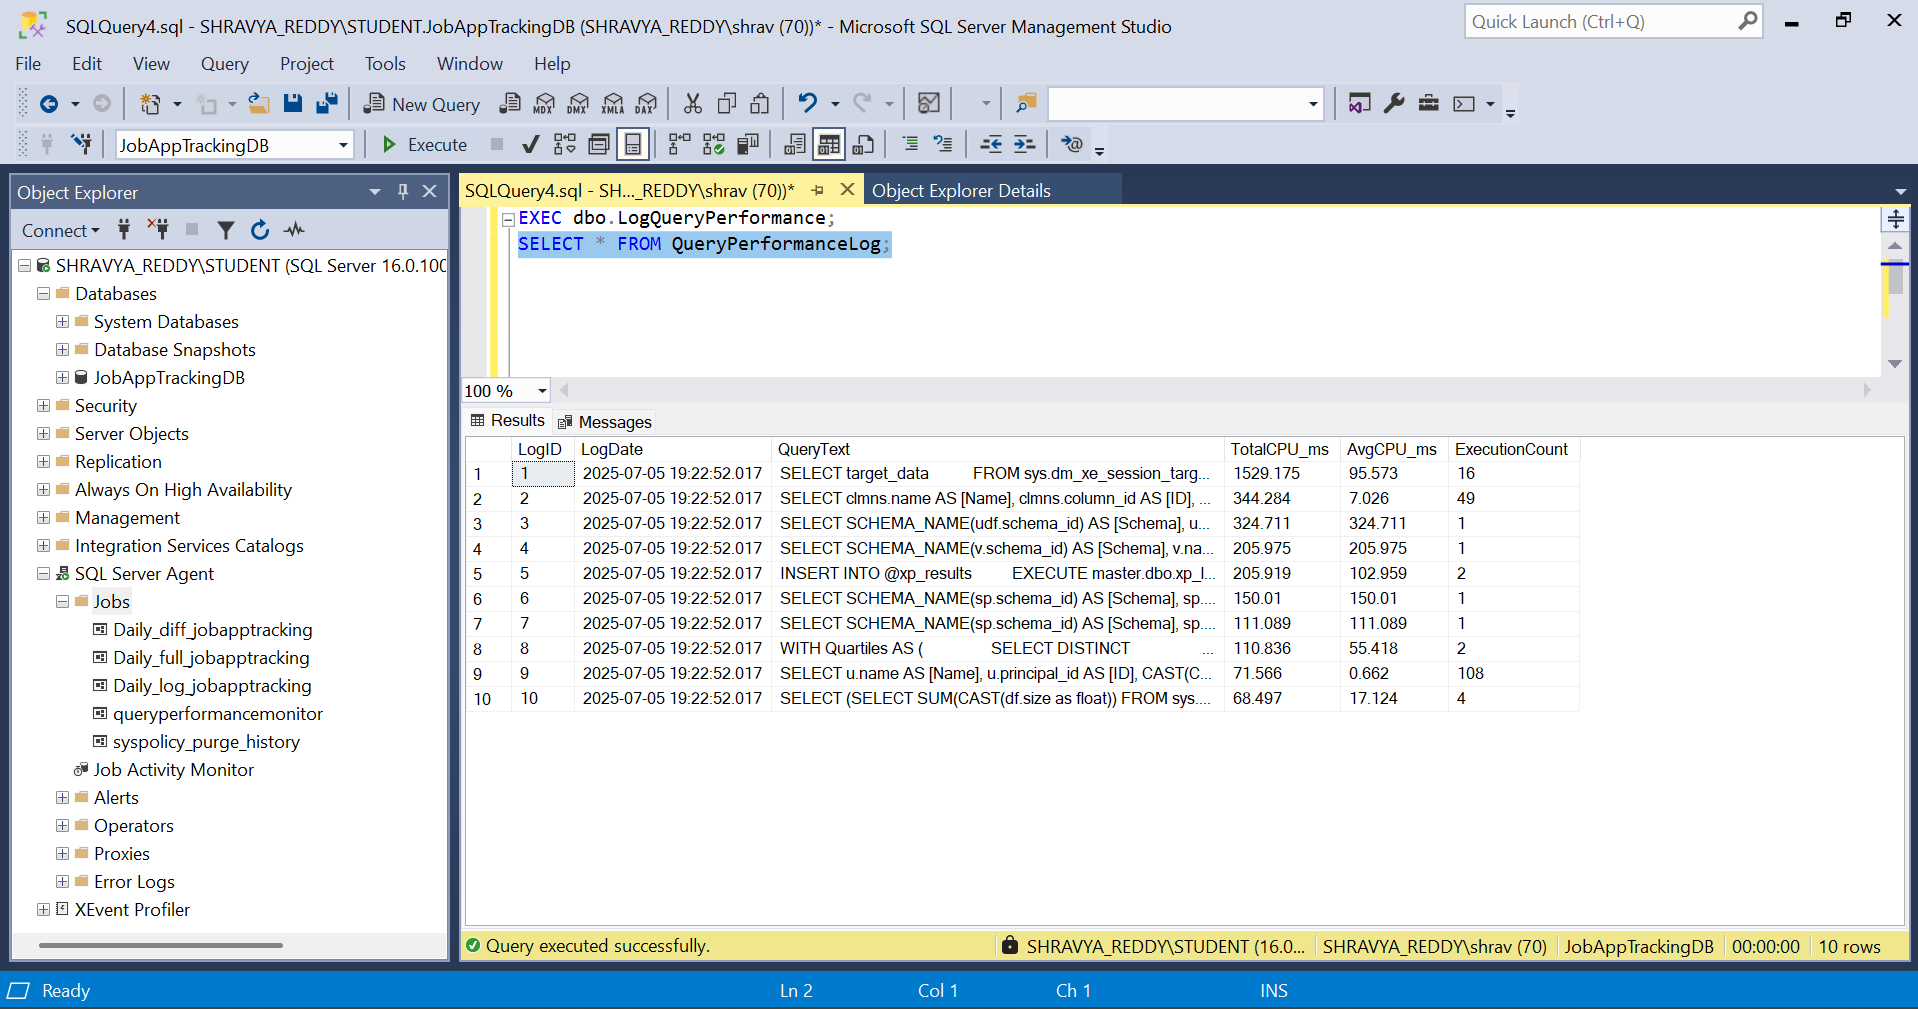 SQLQuery4.sql - SHRAVYA_REDDY\STUDENT.JobAppTrackingDB (SHRAVYA_REDDY\shrav (70))* - Microsoft SQL Server Management Studio
Quick Launch (Ctrl+Q)
File Edit View Query Project Tools Window Help
New Query MDX DMX XMLA DAX
JobAppTrackingDB Execute
Object Explorer
SQLQuery4.sql - SH..._REDDY\shrav (70))* Object Explorer Details
Connect
SHRAVYA_REDDY\STUDENT (SQL Server 16.0.100
Databases
System Databases
Database Snapshots
JobAppTrackingDB
Security
Server Objects
Replication
Always On High Availability
Management
Integration Services Catalogs
SQL Server Agent
Jobs
Daily_diff_jobapptracking
Daily_full_jobapptracking
Daily_log_jobapptracking
queryperformancemonitor
syspolicy_purge_history
Job Activity Monitor
Alerts
Operators
Proxies
Error Logs
XEvent Profiler
EXEC dbo.LogQueryPerformance;
SELECT * FROM QueryPerformanceLog;
100 %
Results Messages
LogID LogDate QueryText TotalCPU_ms AvgCPU_ms ExecutionCount
1 1 2025-07-05 19:22:52.017 SELECT target_data FROM sys.dm_xe_session_targ... 1529.175 95.573 16
2 2 2025-07-05 19:22:52.017 SELECT clmns.name AS [Name], clmns.column_id AS [ID], ... 344.284 7.026 49
3 3 2025-07-05 19:22:52.017 SELECT SCHEMA_NAME(udf.schema_id) AS [Schema], u... 324.711 324.711 1
4 4 2025-07-05 19:22:52.017 SELECT SCHEMA_NAME(v.schema_id) AS [Schema], v.na... 205.975 205.975 1
5 5 2025-07-05 19:22:52.017 INSERT INTO @xp_results EXECUTE master.dbo.xp_l... 205.919 102.959 2
6 6 2025-07-05 19:22:52.017 SELECT SCHEMA_NAME(sp.schema_id) AS [Schema], sp.... 150.01 150.01 1
7 7 2025-07-05 19:22:52.017 SELECT SCHEMA_NAME(sp.schema_id) AS [Schema], sp.... 111.089 111.089 1
8 8 2025-07-05 19:22:52.017 WITH Quartiles AS ( SELECT DISTINCT ... 110.836 55.418 2
9 9 2025-07-05 19:22:52.017 SELECT u.name AS [Name], u.principal_id AS [ID], CAST(C... 71.566 0.662 108
10 10 2025-07-05 19:22:52.017 SELECT (SELECT SUM(CAST(df.size as float)) FROM sys.... 68.497 17.124 4
Query executed successfully. SHRAVYA_REDDY\STUDENT (16.0... SHRAVYA_REDDY\shrav (70) JobAppTrackingDB 00:00:00 10 rows
Ready Ln 2 Col 1 Ch 1 INS